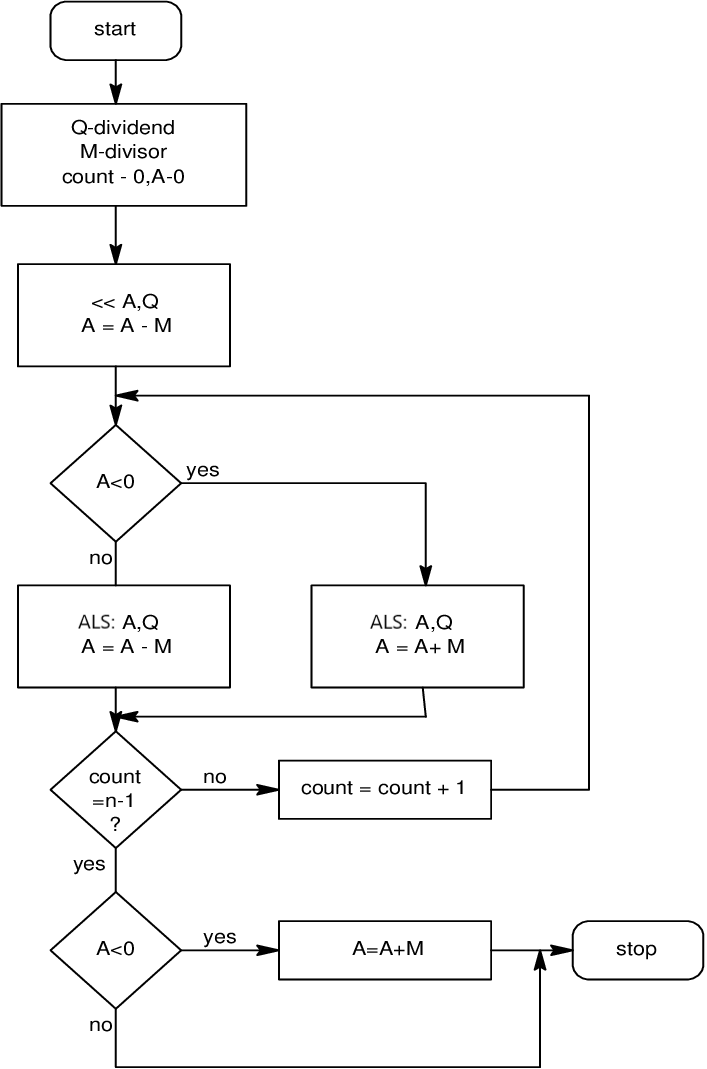 start
Q-dividend
M-divisor
count - 0,A-0
<< A,Q
A = A - M
A<0
yes
no
ALS: A,Q
A = A - M
ALS: A,Q
A = A+ M
count
=n-1
?
no
count = count + 1
yes
A<0
yes
A=A+M
stop
no